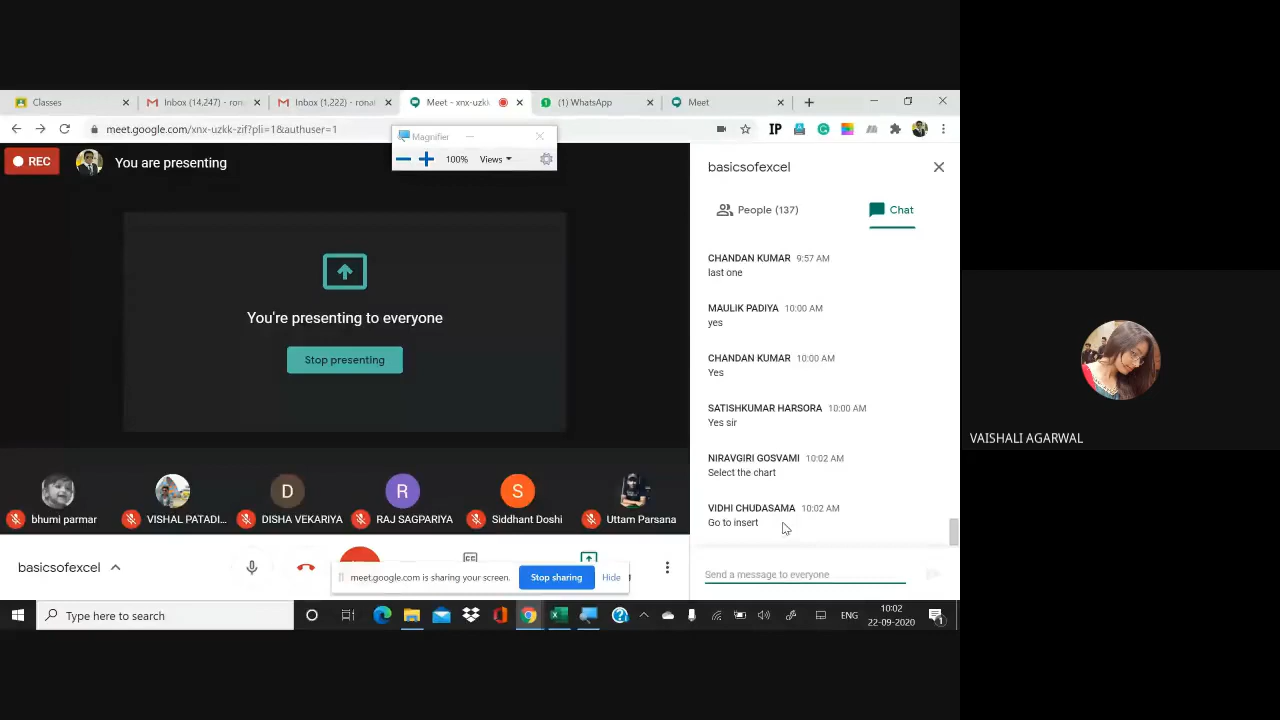 Classes
Inbox (14,247) - ron
Inbox (1,222) - ronal
Meet - xnx-uzkk
(1) WhatsApp
Meet
meet.google.com/xnx-uzkk-zif?pli=1&authuser=1
IP
Magnifier
100%
Views
REC
You are presenting
basicsofexcel
People (137)
Chat
You're presenting to everyone
Stop presenting
CHANDAN KUMAR 9:57 AM
last one
MAULIK PADIYA 10:00 AM
yes
CHANDAN KUMAR 10:00 AM
Yes
SATISHKUMAR HARSORA 10:00 AM
Yes sir
NIRAVGIRI GOSVAMI 10:02 AM
Select the chart
VIDHI CHUDASAMA 10:02 AM
Go to insert
VAISHALI AGARWAL
D
R
S
bhumi parmar
VISHAL PATADI...
DISHA VEKARIYA
RAJ SAGPARIYA
Siddhant Doshi
Uttam Parsana
basicsofexcel
meet.google.com is sharing your screen.
Stop sharing
Hide
Send a message to everyone
Type here to search
ENG
10:02
22-09-2020